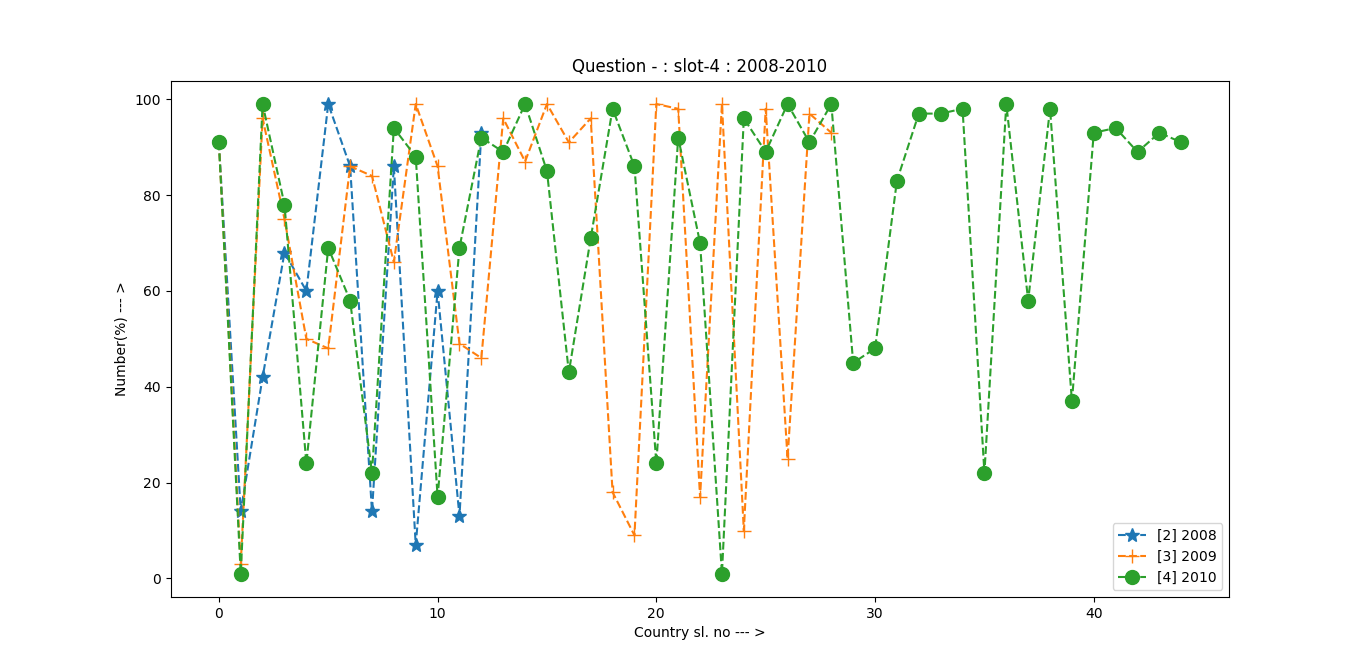 Question - : slot-4 : 2008-2010
100
80
60
40
20
0
Number(%) --- >
0 10 20 30 40
Country sl. no --- >
[2] 2008
[3] 2009
[4] 2010